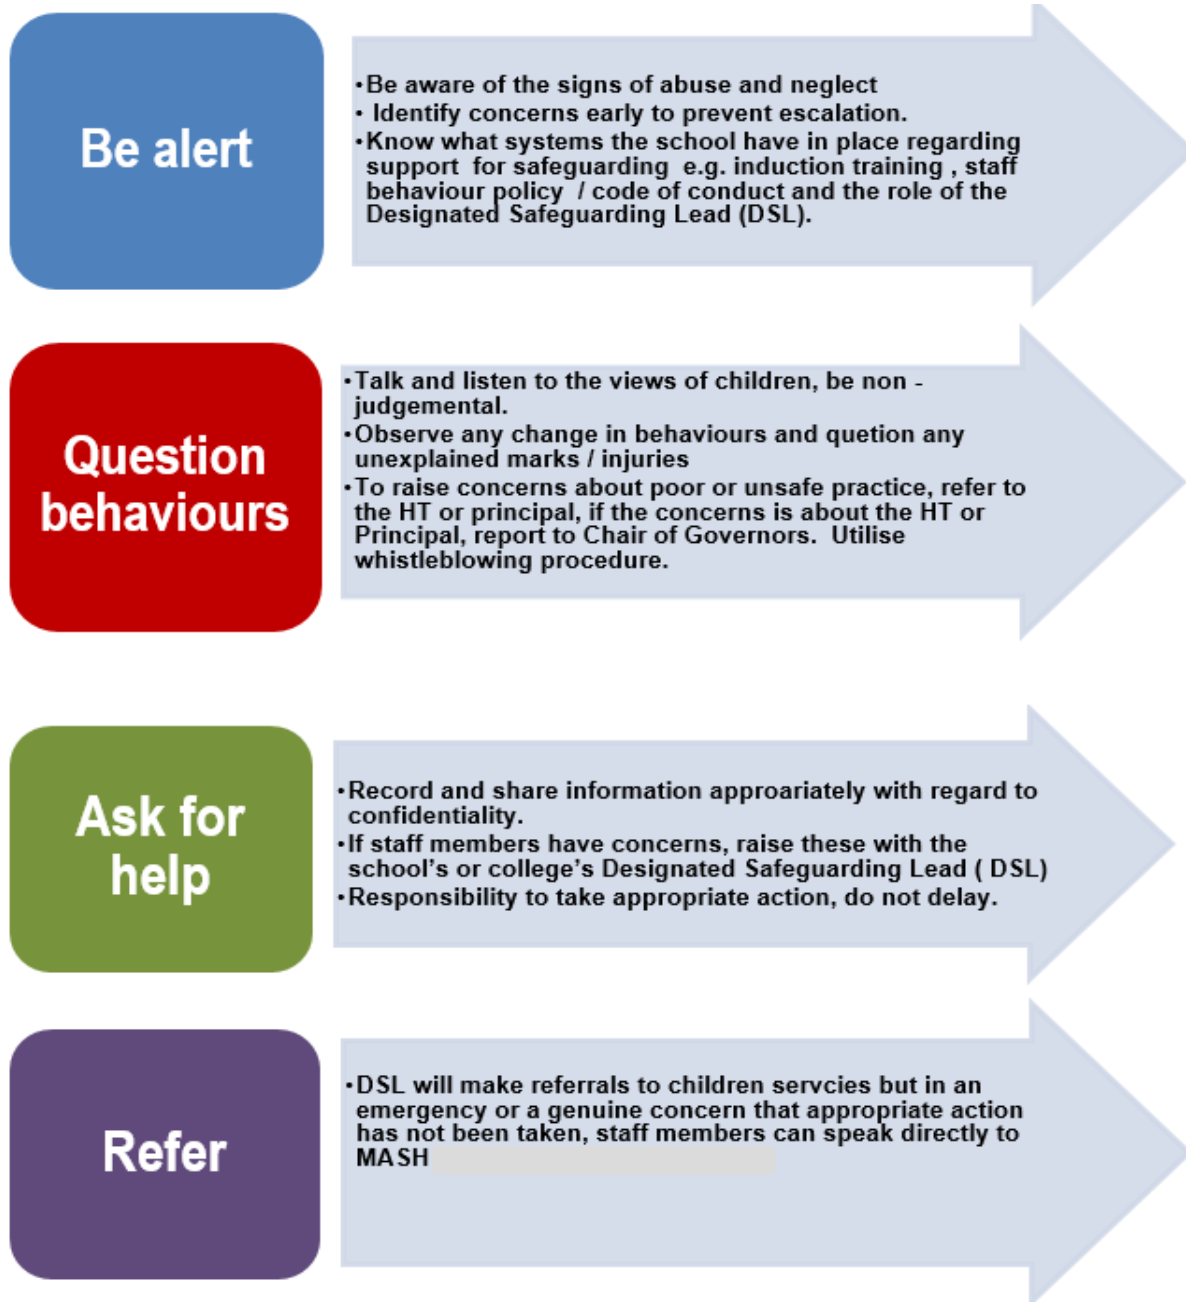 Be alert
•Be aware of the signs of abuse and neglect
• Identify concerns early to prevent escalation.
•Know what systems the school have in place regarding
support for safeguarding e.g. induction training , staff
behaviour policy / code of conduct and the role of the
Designated Safeguarding Lead (DSL).
Question
behaviours
•Talk and listen to the views of children, be non -
judgemental.
•Observe any change in behaviours and quetion any
unexplained marks / injuries
•To raise concerns about poor or unsafe practice, refer to
the HT or principal, if the concerns is about the HT or
Principal, report to Chair of Governors. Utilise
whistleblowing procedure.
Ask for
help
•Record and share information approariately with regard to
confidentiality.
•If staff members have concerns, raise these with the
school's or college's Designated Safeguarding Lead ( DSL)
•Responsibility to take appropriate action, do not delay.
Refer
•DSL will make referrals to children servcies but in an
emergency or a genuine concern that appropriate action
has not been taken, staff members can speak directly to
MASH